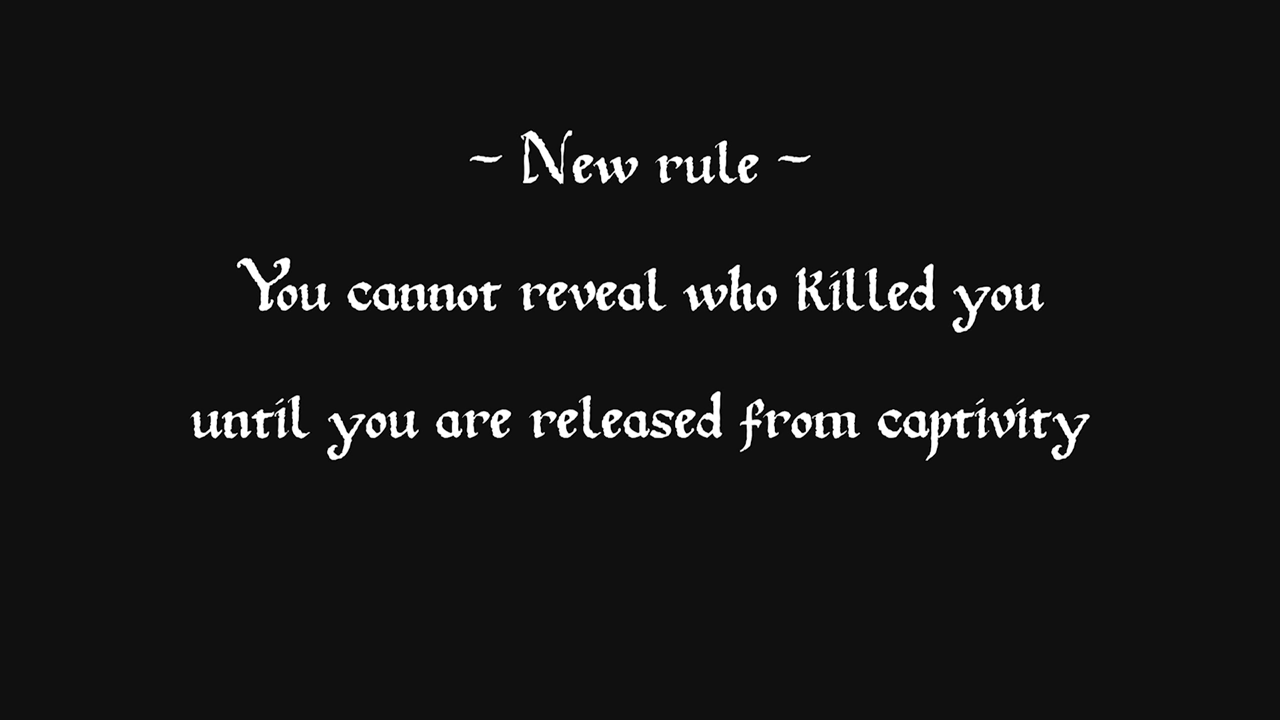 ~ New rule ~
You cannot reveal who killed you
until you are released from captivity